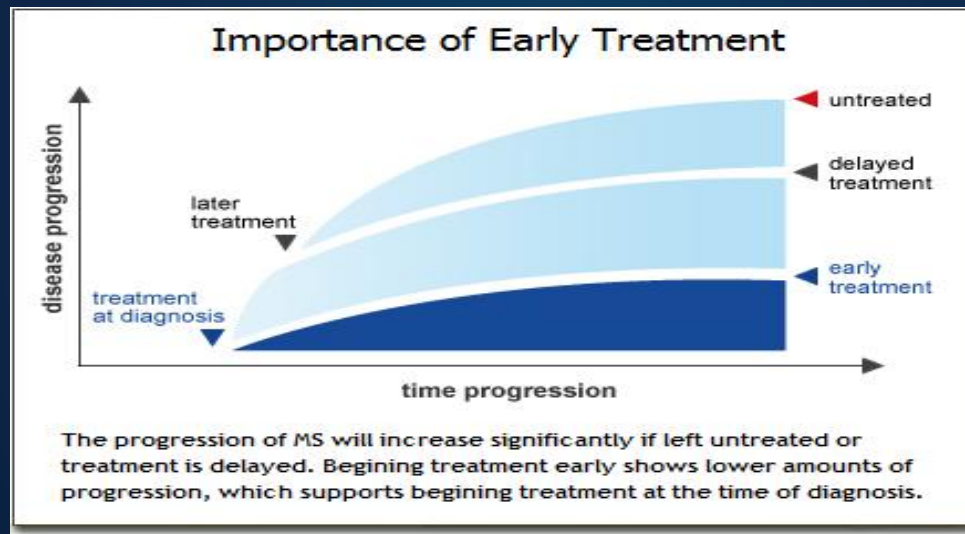 Importance of Early Treatment
untreated
delayed
treatment
later
treatment
early
treatment
treatment
at diagnosis
disease progression
time progression
The progression of MS will increase significantly if left untreated or
treatment is delayed. Begining treatment early shows lower amounts of
progression, which supports begining treatment at the time of diagnosis.